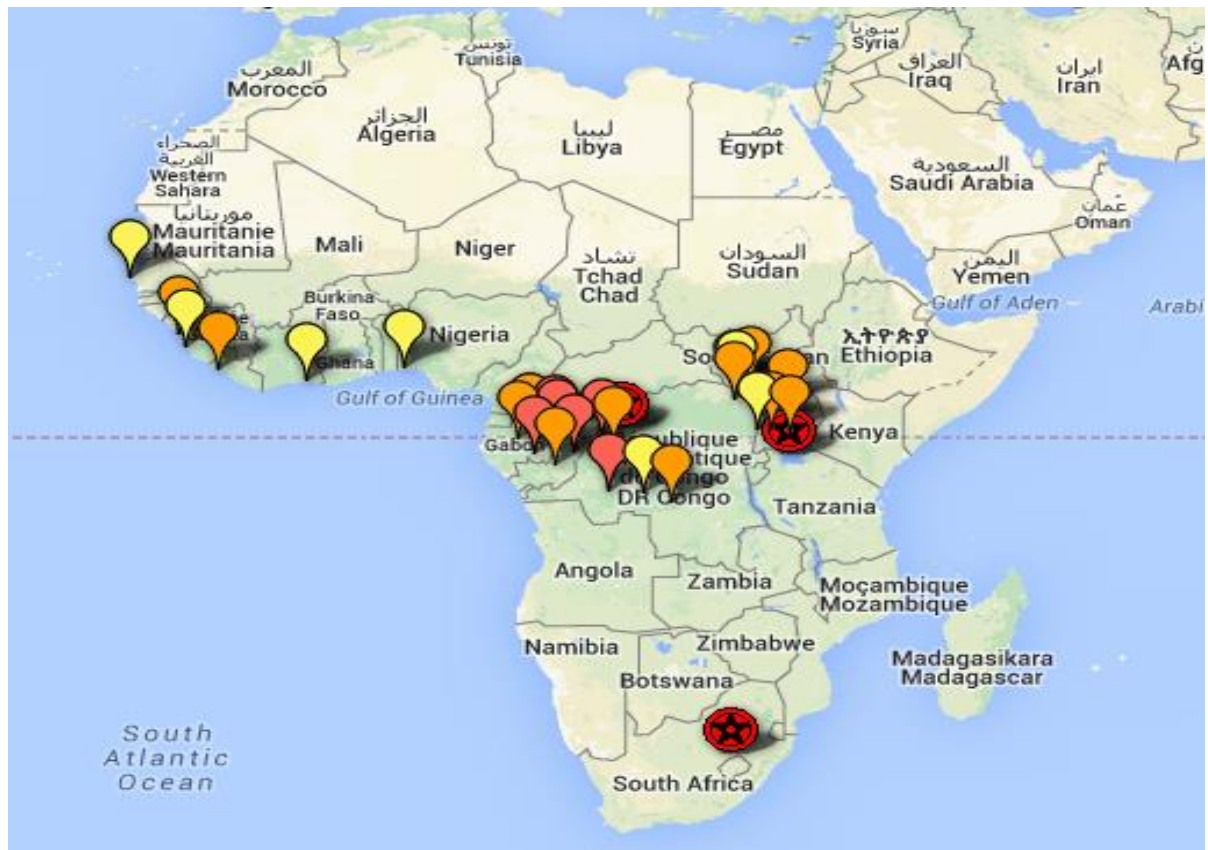 تونس
Tunisia
سوريا
Syria
العراق
Iraq
ایران
Iran
Afg
المغرب
Morocco
الجزائر
Algeria
ليبيا
Libya
مصر
Egypt
السعودية
Saudi Arabia
عمان
Oman
الصحراء
الغربية
Western
Sahara
موريتانيا
Mauritanie
Mauritania
Mali
Niger
تشاد
Tchad
Chad
السودان
Sudan
اليمن
Yemen
Gulf of Aden
Arabi
Burkina
Faso
Nigeria
Ghana
ኢትዮጵያ
Ethiopia
Gulf of Guinea
Kenya
DR Congo
Tanzania
Angola
Zambia
Moçambique
Mozambique
Namibia
Zimbabwe
Botswana
Madagasikara
Madagascar
South
Atlantic
Ocean
South Africa